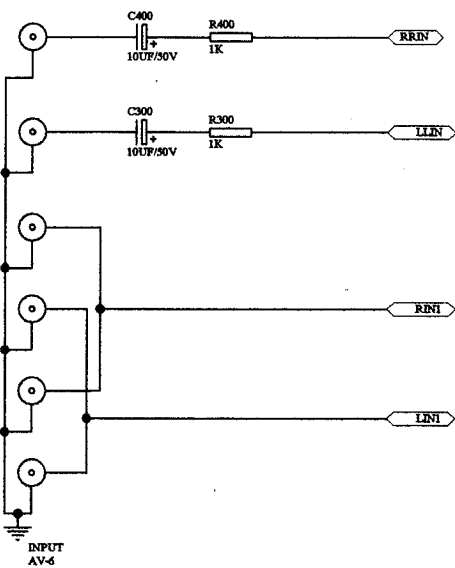 C400
R400
RRIN
1K
10UF/50V
C300
R300
LLIN
1K
10UF/50V
RIN1
LIN1
INPUT
AV-6